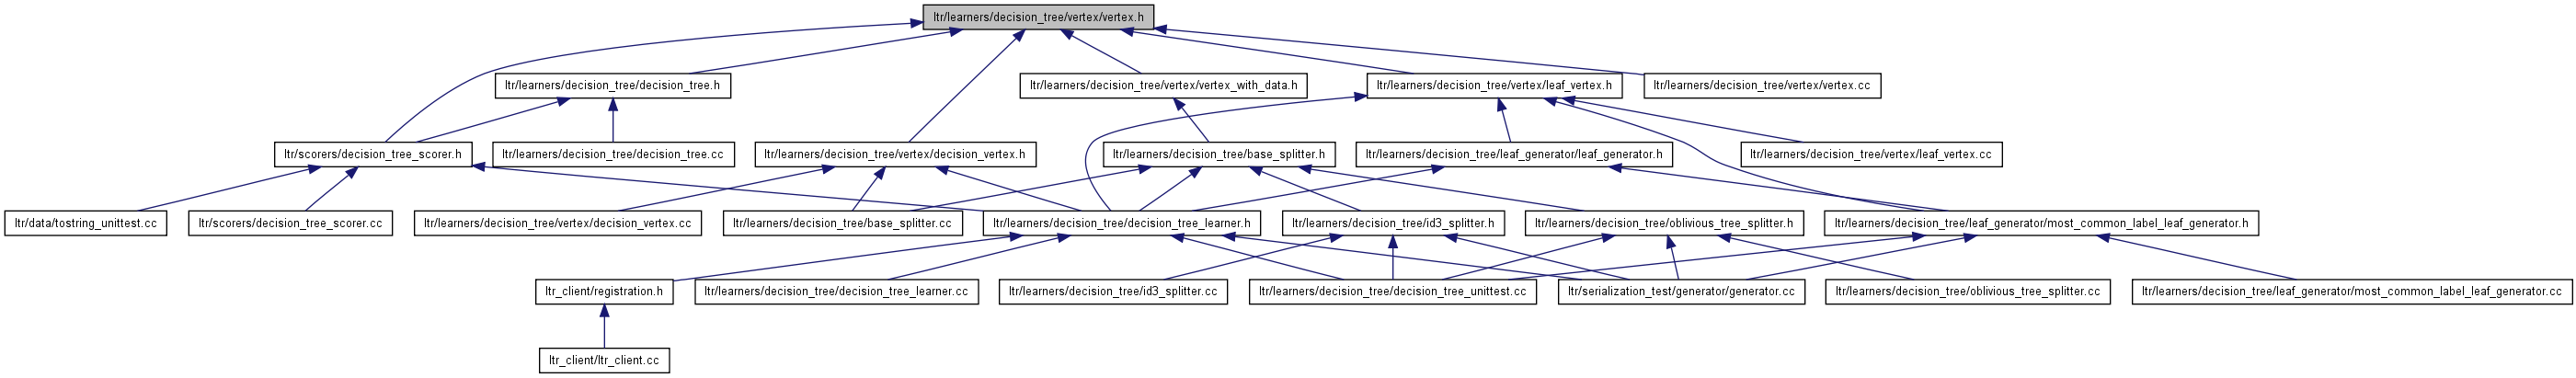 ltr/learners/decision_tree/vertex/vertex.h
ltr/learners/decision_tree/decision_tree.h
ltr/learners/decision_tree/vertex/vertex_with_data.h
ltr/learners/decision_tree/vertex/leaf_vertex.h
ltr/learners/decision_tree/vertex/vertex.cc
ltr/scorers/decision_tree_scorer.h
ltr/learners/decision_tree/decision_tree.cc
ltr/learners/decision_tree/vertex/decision_vertex.h
ltr/learners/decision_tree/base_splitter.h
ltr/learners/decision_tree/leaf_generator/leaf_generator.h
ltr/learners/decision_tree/vertex/leaf_vertex.cc
ltr/data/tostring_unittest.cc
ltr/scorers/decision_tree_scorer.cc
ltr/learners/decision_tree/vertex/decision_vertex.cc
ltr/learners/decision_tree/base_splitter.cc
ltr/learners/decision_tree/decision_tree_learner.h
ltr/learners/decision_tree/id3_splitter.h
ltr/learners/decision_tree/oblivious_tree_splitter.h
ltr/learners/decision_tree/leaf_generator/most_common_label_leaf_generator.h
ltr_client/registration.h
ltr/learners/decision_tree/decision_tree_learner.cc
ltr/learners/decision_tree/id3_splitter.cc
ltr/learners/decision_tree/decision_tree_unittest.cc
ltr/serialization_test/generator/generator.cc
ltr/learners/decision_tree/oblivious_tree_splitter.cc
ltr/learners/decision_tree/leaf_generator/most_common_label_leaf_generator.cc
ltr_client/ltr_client.cc